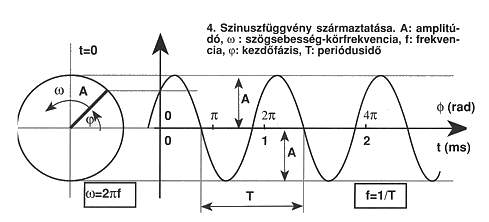 4. Szinuszfüggvény származtatása. A: amplitú-
dó, ω : szögsebesség-körfrekvencia, f: frekven-
cia, φ: kezdőfázis, T: periódusidő
t=0
ω A
φ
A
0 π 2π 4π ϕ (rad)
0 1 2 t (ms)
A
ω=2πf
T
f=1/T